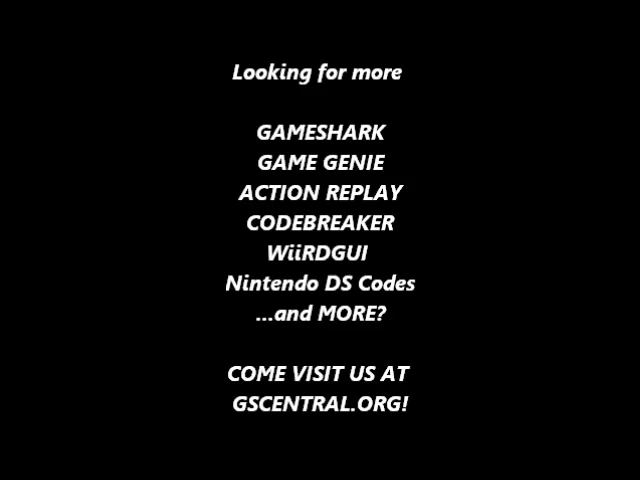 Looking for more
GAMESHARK
GAME GENIE
ACTION REPLAY
CODEBREAKER
WiiRDGUI
Nintendo DS Codes
...and MORE?
COME VISIT US AT
GSCENTRAL.ORG!